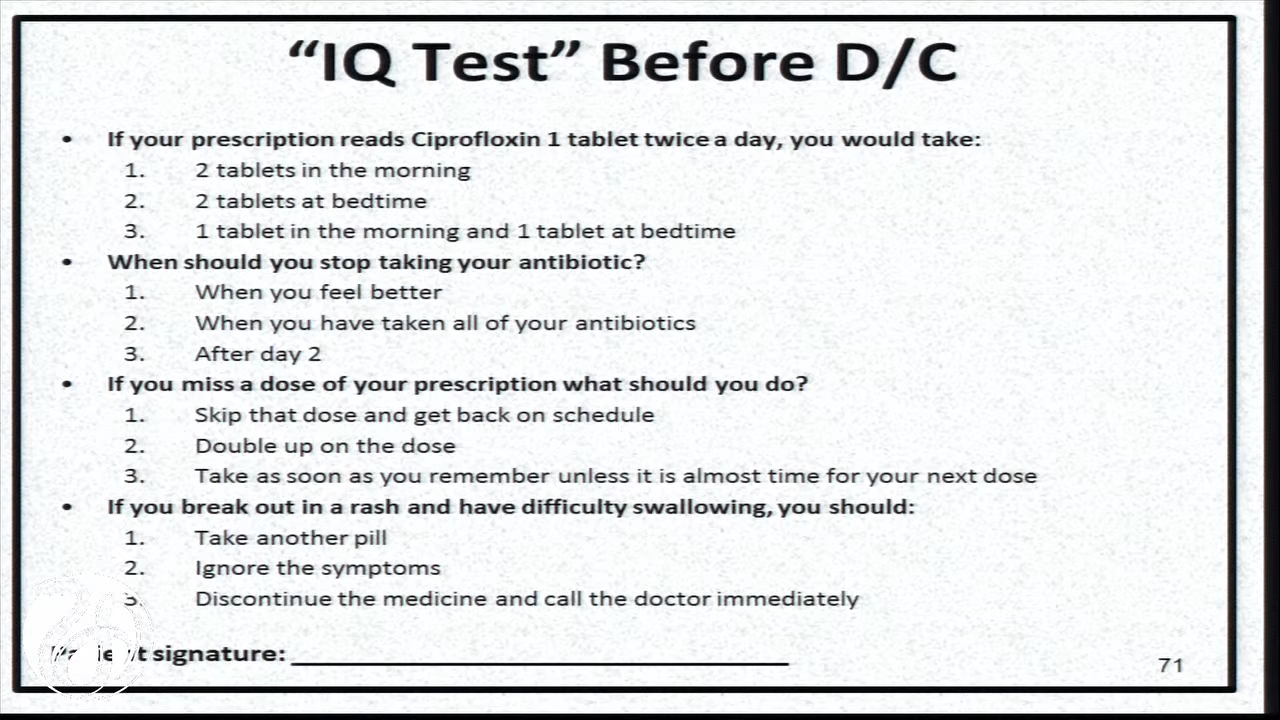 “IQ Test” Before D/C
• If your prescription reads Ciprofloxin 1 tablet twice a day, you would take:
1. 2 tablets in the morning
2. 2 tablets at bedtime
3. 1 tablet in the morning and 1 tablet at bedtime
• When should you stop taking your antibiotic?
1. When you feel better
2. When you have taken all of your antibiotics
3. After day 2
• If you miss a dose of your prescription what should you do?
1. Skip that dose and get back on schedule
2. Double up on the dose
3. Take as soon as you remember unless it is almost time for your next dose
• If you break out in a rash and have difficulty swallowing, you should:
1. Take another pill
2. Ignore the symptoms
3. Discontinue the medicine and call the doctor immediately
Patient signature: ____________________
71